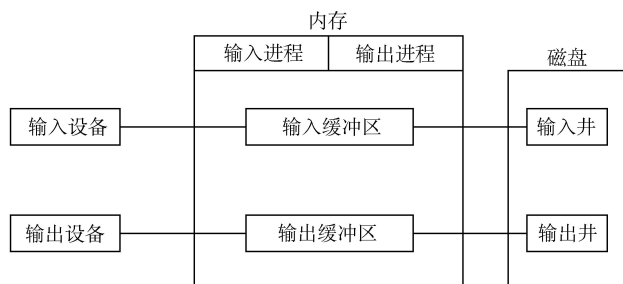 内存
输入进程 输出进程
磁盘
输入设备 输入缓冲区 输入井
输出设备 输出缓冲区 输出井